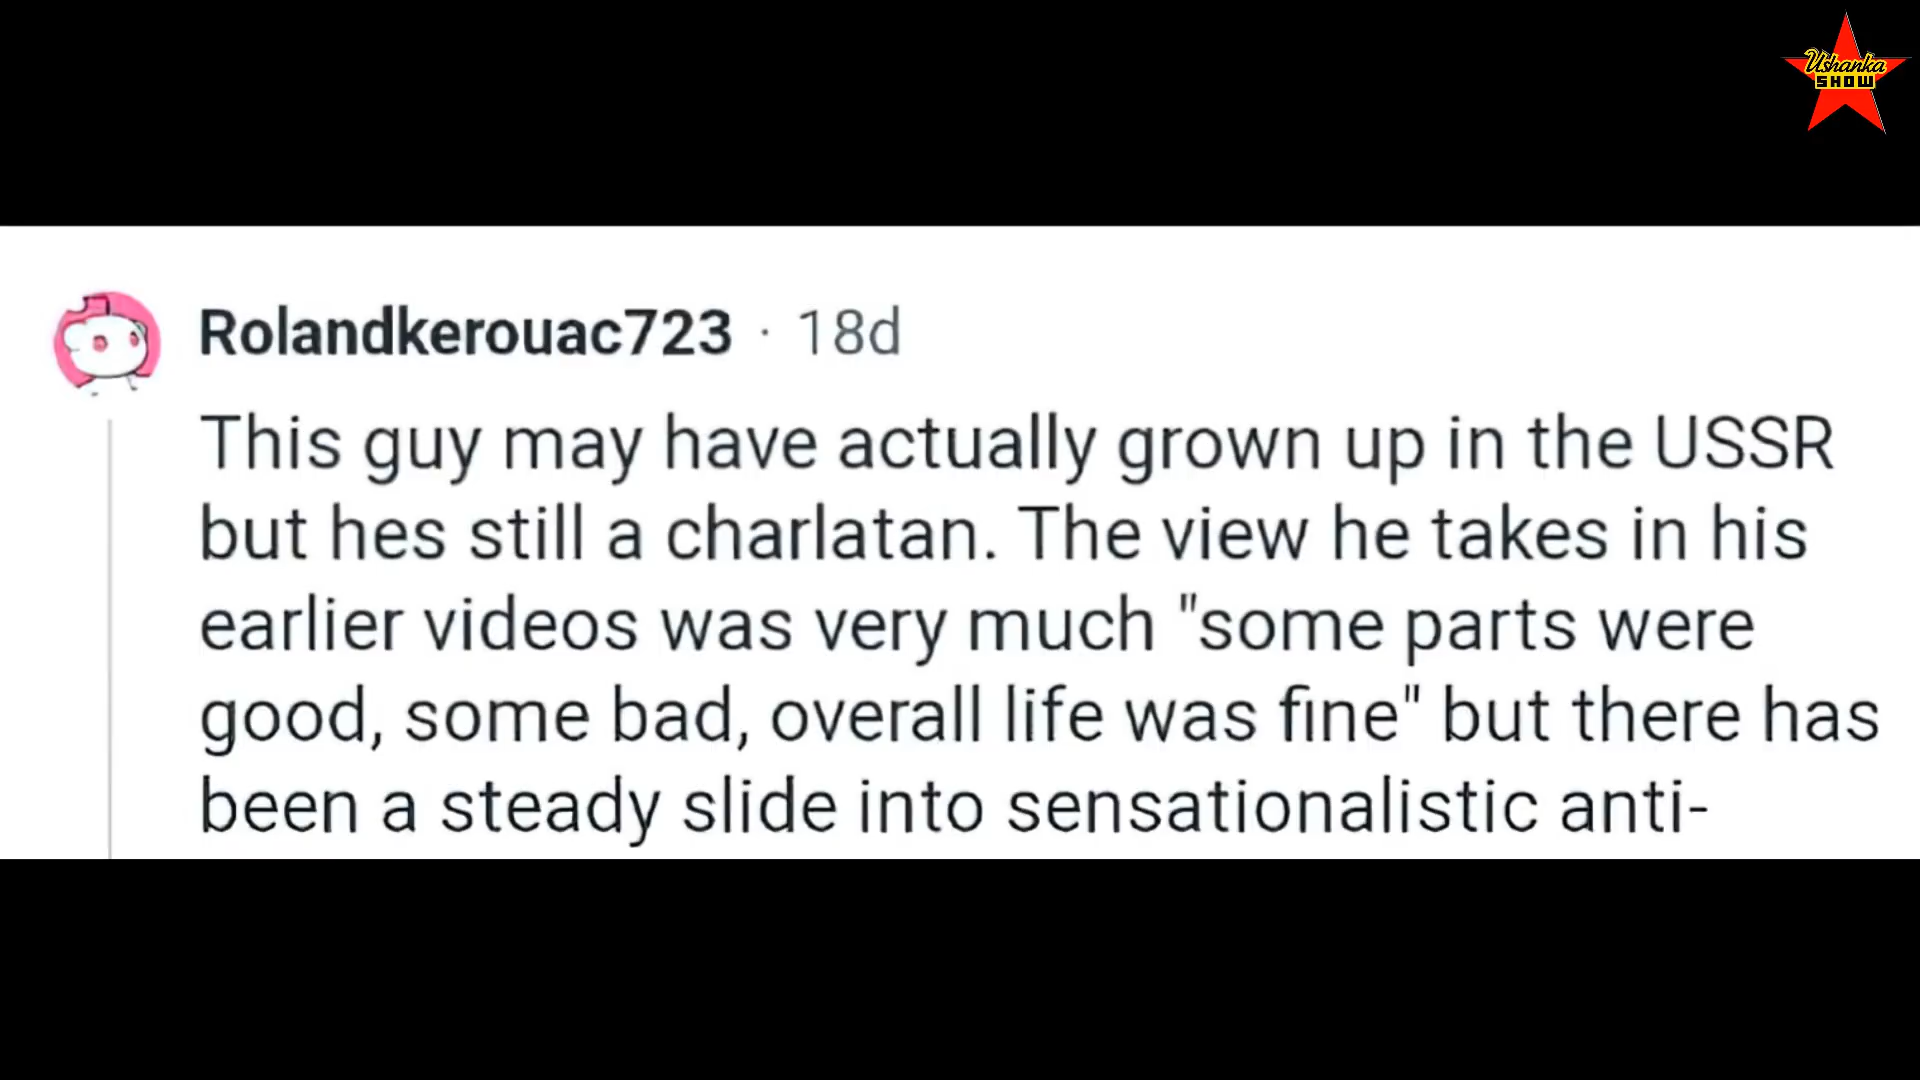 Ushanka
SHOW
Rolandkerouac723 · 18d
This guy may have actually grown up in the USSR
but hes still a charlatan. The view he takes in his
earlier videos was very much "some parts were
good, some bad, overall life was fine" but there has
been a steady slide into sensationalistic anti-